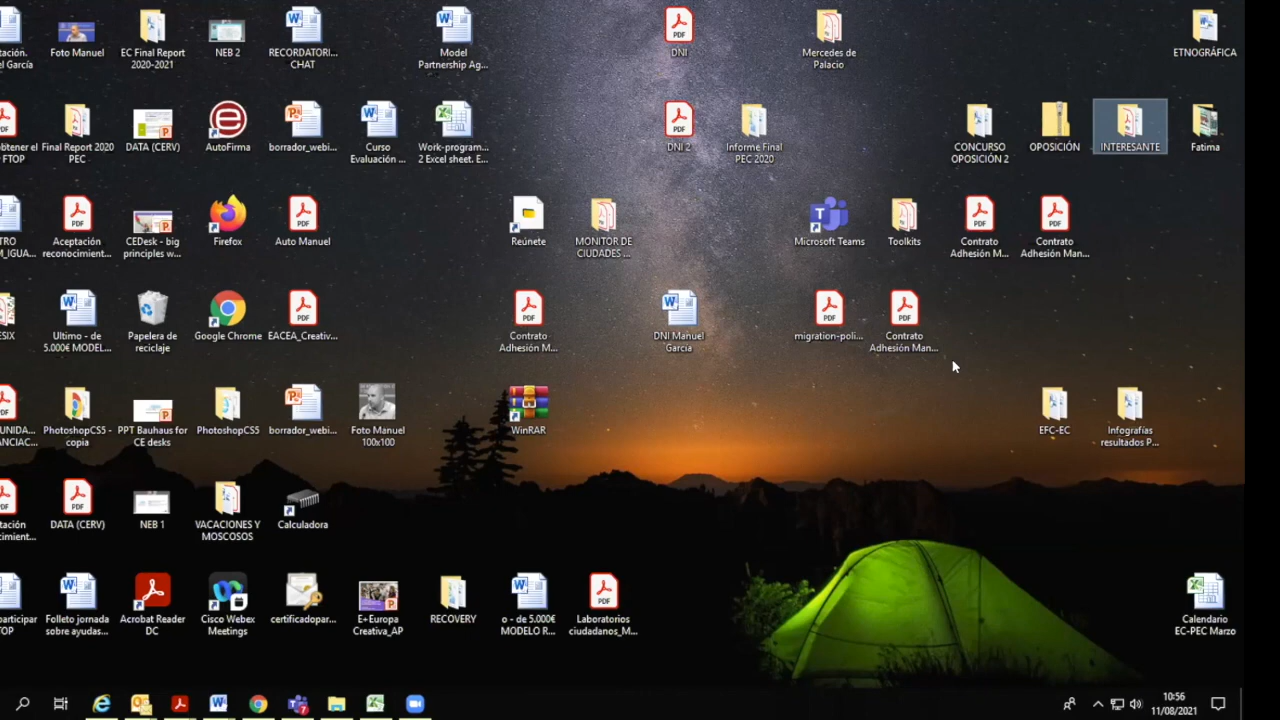 tación.
el García
Foto Manuel
EC Final Report
2020-2021
NEB 2
RECORDATORI...
CHAT
Model
Partnership Ag...
DNI
Mercedes de
Palacio
ETNOGRÁFICA
obtener el
FTOP
Final Report 2020
PEC
DATA (CERV)
AutoFirma
borrador_webi...
Curso
Evaluación ...
Work-program...
2 Excel sheet. E...
DNI 2
Informe Final
PEC 2020
CONCURSO
OPOSICIÓN 2
OPOSICIÓN
INTERESANTE
Fatima
TRO
M_IGUA...
Aceptación
reconocimient...
CEDesk - big
principles w...
Firefox
Auto Manuel
Reúnete
MONITOR DE
CIUDADES ...
Microsoft Teams
Toolkits
Contrato
Adhesión M...
Contrato
Adhesión Man...
ESIX
Ultimo - de
5.000€ MODEL...
Papelera de
reciclaje
Google Chrome
EACEA_Creativ...
Contrato
Adhesión M...
DNI Manuel
García
migration-poli...
Contrato
Adhesión Man...
UNIDA...
ANCIAC...
PhotoshopCS5 -
copia
PPT Bauhaus for
CE desks
PhotoshopCS5
borrador_webi...
Foto Manuel
100x100
WinRAR
EFC-EC
Infografías
resultados P...
tación
cimient...
DATA (CERV)
NEB 1
VACACIONES Y
MOSCOSOS
Calculadora
participar
TOP
Folleto jornada
sobre ayudas...
Acrobat Reader
DC
Cisco Webex
Meetings
certificadopar...
E+Europa
Creativa_AP
RECOVERY
o - de 5.000€
MODELO R...
Laboratorios
ciudadanos_M...
Calendario
EC-PEC Marzo
10:56
11/08/2021